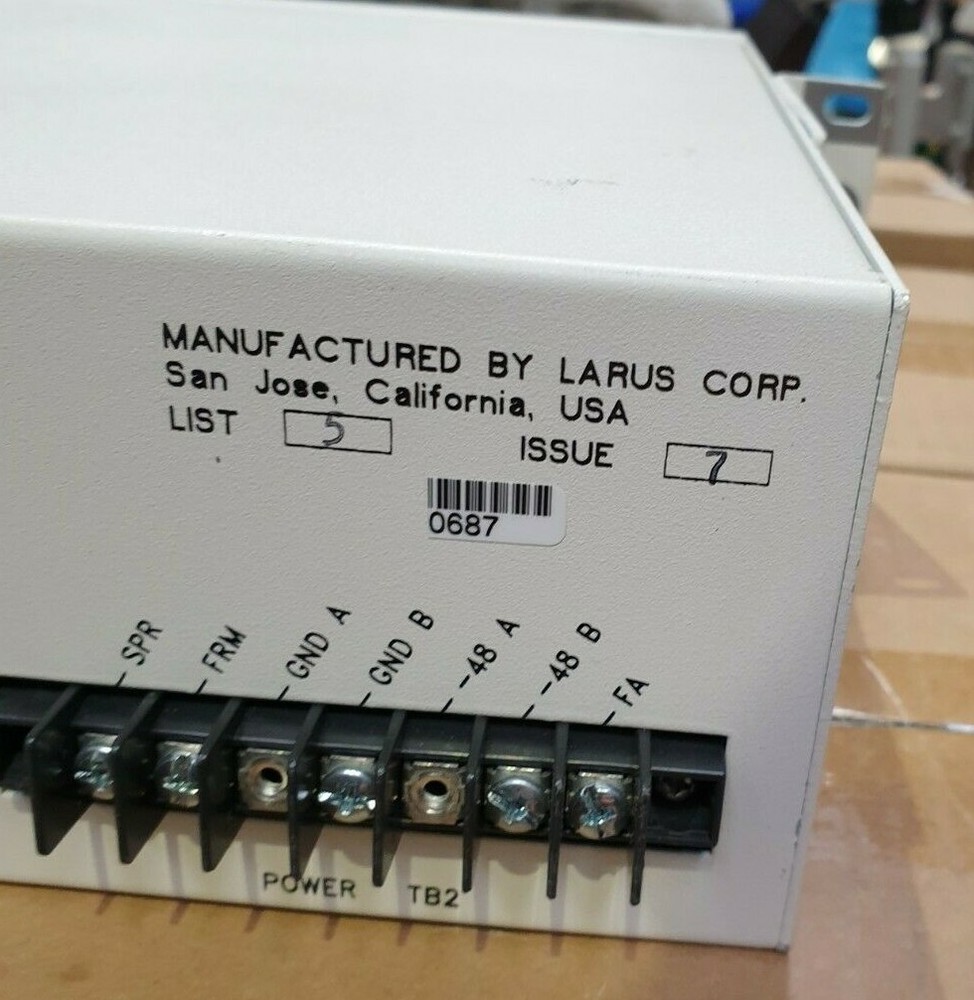 MANUFACTURED BY LARUS CORP.
San Jose, California, USA
LIST 5 ISSUE 7
0687
SPR FRM GND A GND B -48 A -48 B FA
POWER TB2